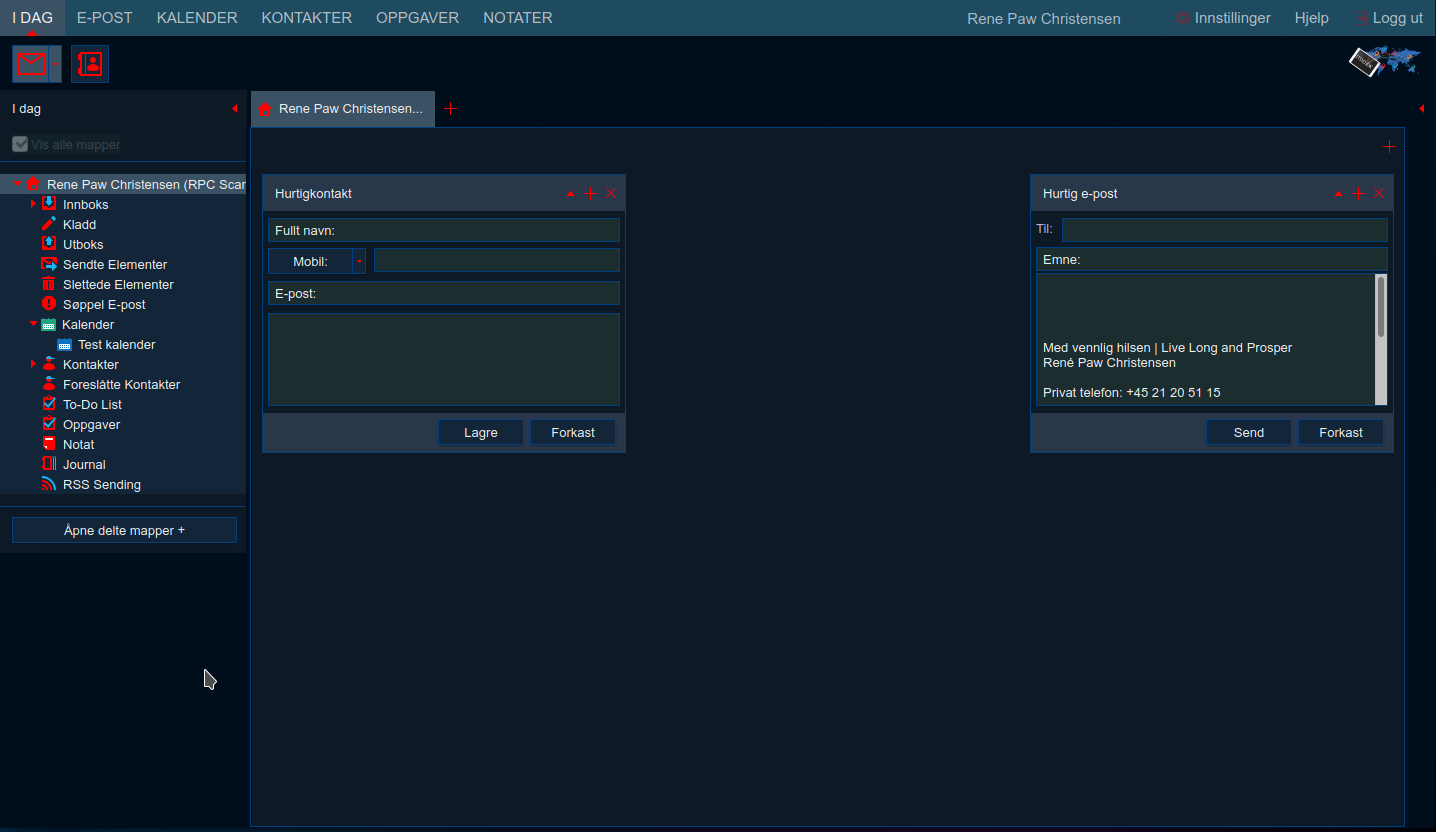 I DAG E-POST KALENDER KONTAKTER OPPGAVER NOTATER Rene Paw Christensen Innstillinger Hjelp Logg ut
I dag
Rene Paw Christensen...
Vis alle mapper
Rene Paw Christensen (RPC Scar
Innboks
Kladd
Utboks
Sendte Elementer
Slettede Elementer
Søppel E-post
Kalender
Test kalender
Kontakter
Foreslåtte Kontakter
To-Do List
Oppgaver
Notat
Journal
RSS Sending
Åpne delte mapper +
Hurtigkontakt
Fullt navn:
Mobil:
E-post:
Lagre Forkast
Hurtig e-post
Til:
Emne:
Med vennlig hilsen | Live Long and Prosper
René Paw Christensen
Privat telefon: +45 21 20 51 15
Send Forkast